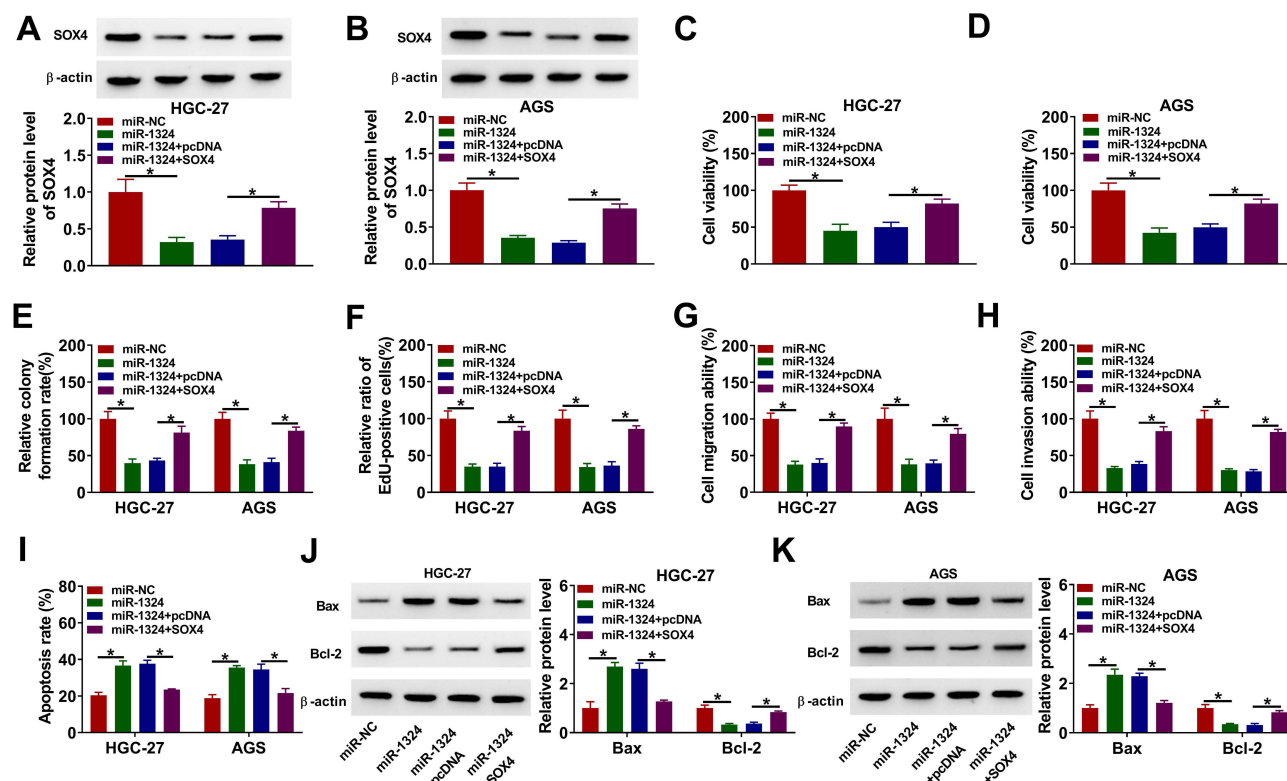 A
SOX4
β-actin
HGC-27
Relative protein level
of SOX4
2.0
1.5
1.0
0.5
0.0
miR-NC
miR-1324
miR-1324+pcDNA
miR-1324+SOX4
*
*
B
SOX4
β-actin
AGS
Relative protein level
of SOX4
2.0
1.5
1.0
0.5
0.0
miR-NC
miR-1324
miR-1324+pcDNA
miR-1324+SOX4
*
*
C
HGC-27
Cell viability (%)
200
150
100
50
0
miR-NC
miR-1324
miR-1324+pcDNA
miR-1324+SOX4
*
*
D
AGS
Cell viability (%)
200
150
100
50
0
miR-NC
miR-1324
miR-1324+pcDNA
miR-1324+SOX4
*
*
E
Relative colony
formation rate(%)
200
150
100
50
0
miR-NC
miR-1324
miR-1324+pcDNA
miR-1324+SOX4
*
*
*
*
HGC-27
AGS
F
Relative ratio of
EdU-positive cells(%)
200
150
100
50
0
miR-NC
miR-1324
miR-1324+pcDNA
miR-1324+SOX4
*
*
*
*
HGC-27
AGS
G
Cell migration ability (%)
200
150
100
50
0
miR-NC
miR-1324
miR-1324+pcDNA
miR-1324+SOX4
*
*
*
*
HGC-27
AGS
H
Cell invasion ability (%)
200
150
100
50
0
miR-NC
miR-1324
miR-1324+pcDNA
miR-1324+SOX4
*
*
*
*
HGC-27
AGS
I
Apoptosis rate (%)
80
60
40
20
0
miR-NC
miR-1324
miR-1324+pcDNA
miR-1324+SOX4
*
*
*
*
HGC-27
AGS
J
HGC-27
Bax
Bcl-2
β-actin
miR-NC
miR-1324
miR-1324
pcDNA
miR-1324
SOX4
HGC-27
Relative protein level
6
4
2
0
miR-NC
miR-1324
miR-1324+pcDNA
miR-1324+SOX4
*
*
*
*
Bax
Bcl-2
K
AGS
Bax
Bcl-2
β-actin
miR-NC
miR-1324
miR-1324
+pcDNA
miR-1324
+SOX4
AGS
Relative protein level
6
4
2
0
miR-NC
miR-1324
miR-1324+pcDNA
miR-1324+SOX4
*
*
*
*
Bax
Bcl-2